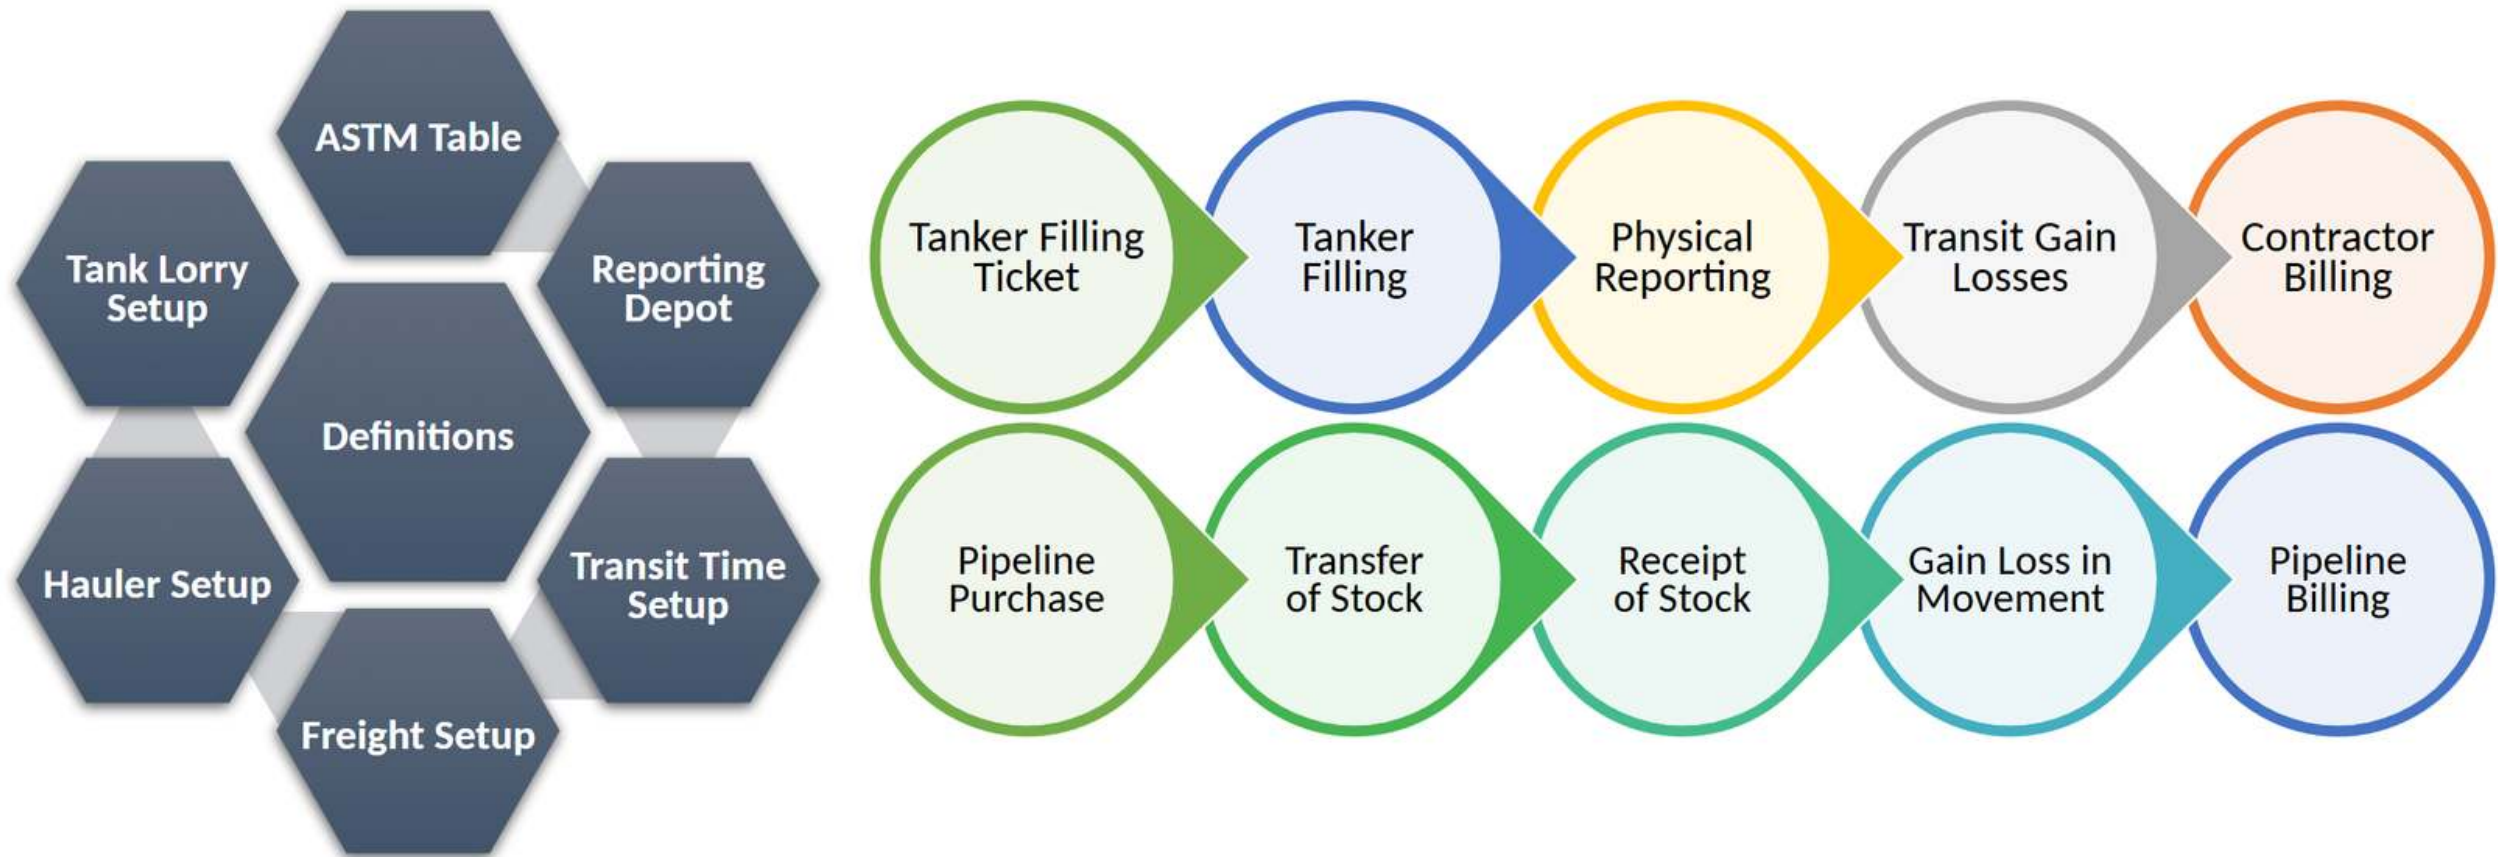 ASTM Table
Tank Lorry
Setup
Reporting
Depot
Definitions
Hauler Setup
Transit Time
Setup
Freight Setup
Tanker Filling
Ticket
Tanker
Filling
Physical
Reporting
Transit Gain
Losses
Contractor
Billing
Pipeline
Purchase
Transfer
of Stock
Receipt
of Stock
Gain Loss in
Movement
Pipeline
Billing